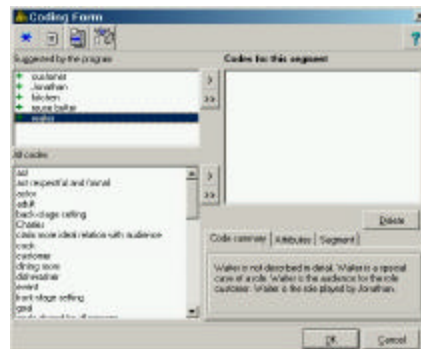 Coding Form
Suggested by the program
customer
Jonathan
kitchen
reuse butter
waiter
All codes
act
act respectful and formal
actor
adult
back-stage setting
Charles
claim more ideal relation with audience
cook
customer
dining room
dishwasher
event
front-stage setting
goal
Codes for this segment
>
>>
>
>>
Delete
Code summary
Attributes
Segment
Waiter is not described in detail. Waiter is a special
case of a role. Waiter is the audience for the role
customer. Waiter is the role played by Jonathan.
OK
Cancel